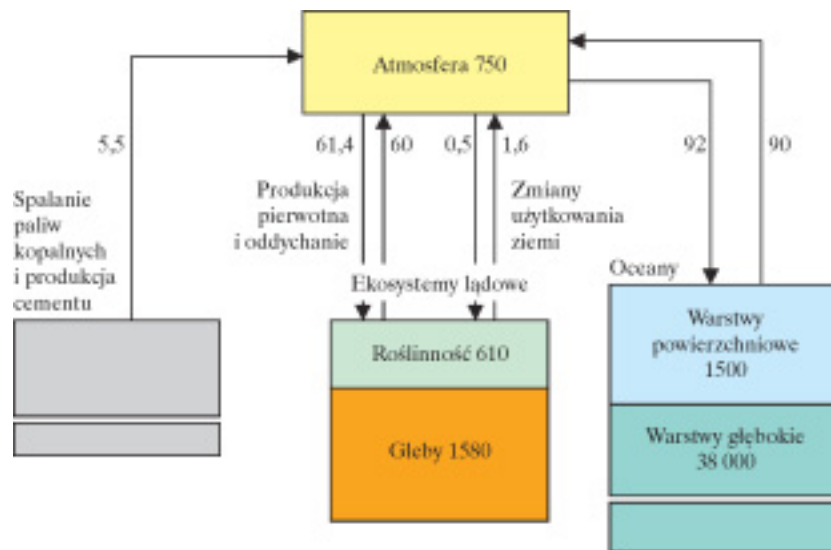 Atmosfera 750
5,5
61,4
60
0,5
1,6
92
90
Spalanie
paliw
kopalnych
i produkcja
cementu
Produkcja
pierwotna
i oddychanie
Zmiany
użytkowania
ziemi
Ekosystemy lądowe
Oceany
Roślinność 610
Gleby 1580
Warstwy
powierzchniowe
1500
Warstwy głębokie
38 000